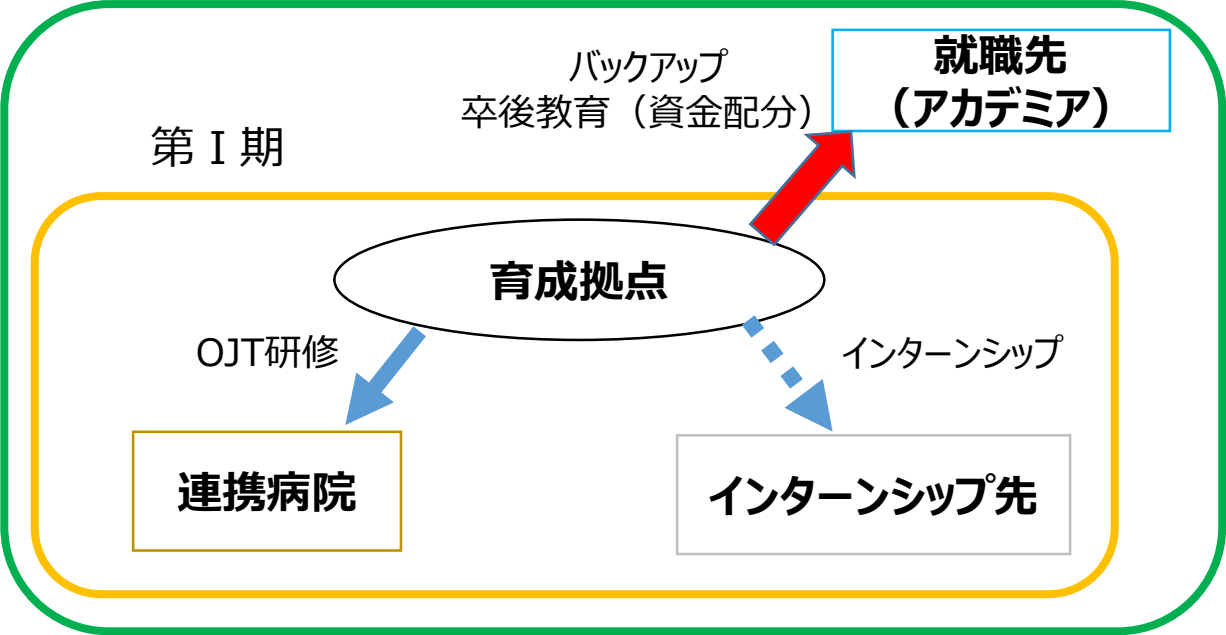 バックアップ
卒後教育（資金配分）
就職先
（アカデミア）
第Ⅰ期
育成拠点
OJT研修
インターンシップ
連携病院
インターンシップ先